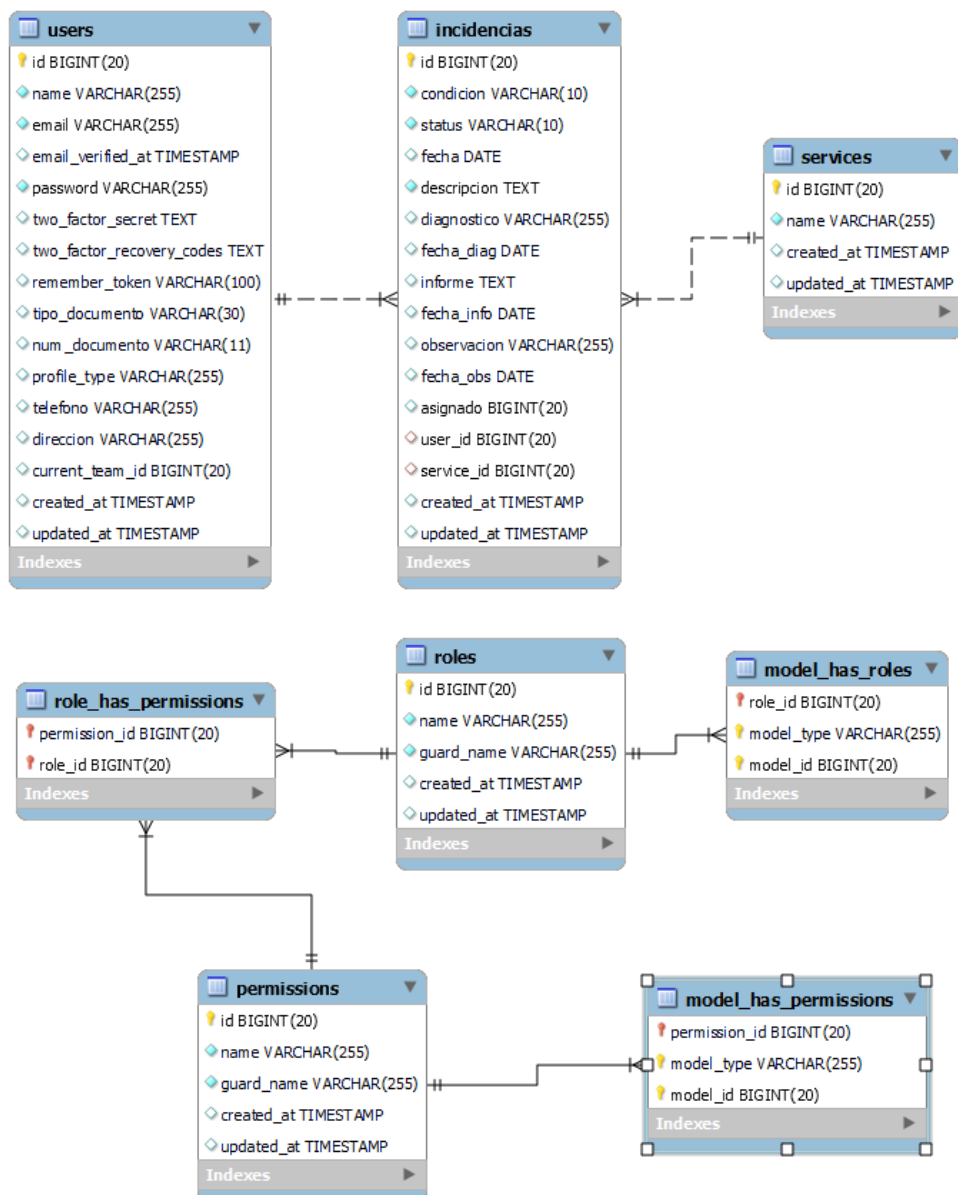 users
id BIGINT(20)
name VARCHAR(255)
email VARCHAR(255)
email_verified_at TIMESTAMP
password VARCHAR(255)
two_factor_secret TEXT
two_factor_recovery_codes TEXT
remember_token VARCHAR(100)
tipo_documento VARCHAR(30)
num_documento VARCHAR(11)
profile_type VARCHAR(255)
telefono VARCHAR(255)
direccion VARCHAR(255)
current_team_id BIGINT(20)
created_at TIMESTAMP
updated_at TIMESTAMP
Indexes
incidencias
id BIGINT(20)
condicion VARCHAR(10)
status VARCHAR(10)
fecha DATE
descripcion TEXT
diagnostico VARCHAR(255)
fecha_diag DATE
informe TEXT
fecha_info DATE
observacion VARCHAR(255)
fecha_obs DATE
asignado BIGINT(20)
user_id BIGINT(20)
service_id BIGINT(20)
created_at TIMESTAMP
updated_at TIMESTAMP
Indexes
services
id BIGINT(20)
name VARCHAR(255)
created_at TIMESTAMP
updated_at TIMESTAMP
Indexes
role_has_permissions
permission_id BIGINT(20)
role_id BIGINT(20)
Indexes
roles
id BIGINT(20)
name VARCHAR(255)
guard_name VARCHAR(255)
created_at TIMESTAMP
updated_at TIMESTAMP
Indexes
model_has_roles
role_id BIGINT(20)
model_type VARCHAR(255)
model_id BIGINT(20)
Indexes
permissions
id BIGINT(20)
name VARCHAR(255)
guard_name VARCHAR(255)
created_at TIMESTAMP
updated_at TIMESTAMP
Indexes
model_has_permissions
permission_id BIGINT(20)
model_type VARCHAR(255)
model_id BIGINT(20)
Indexes